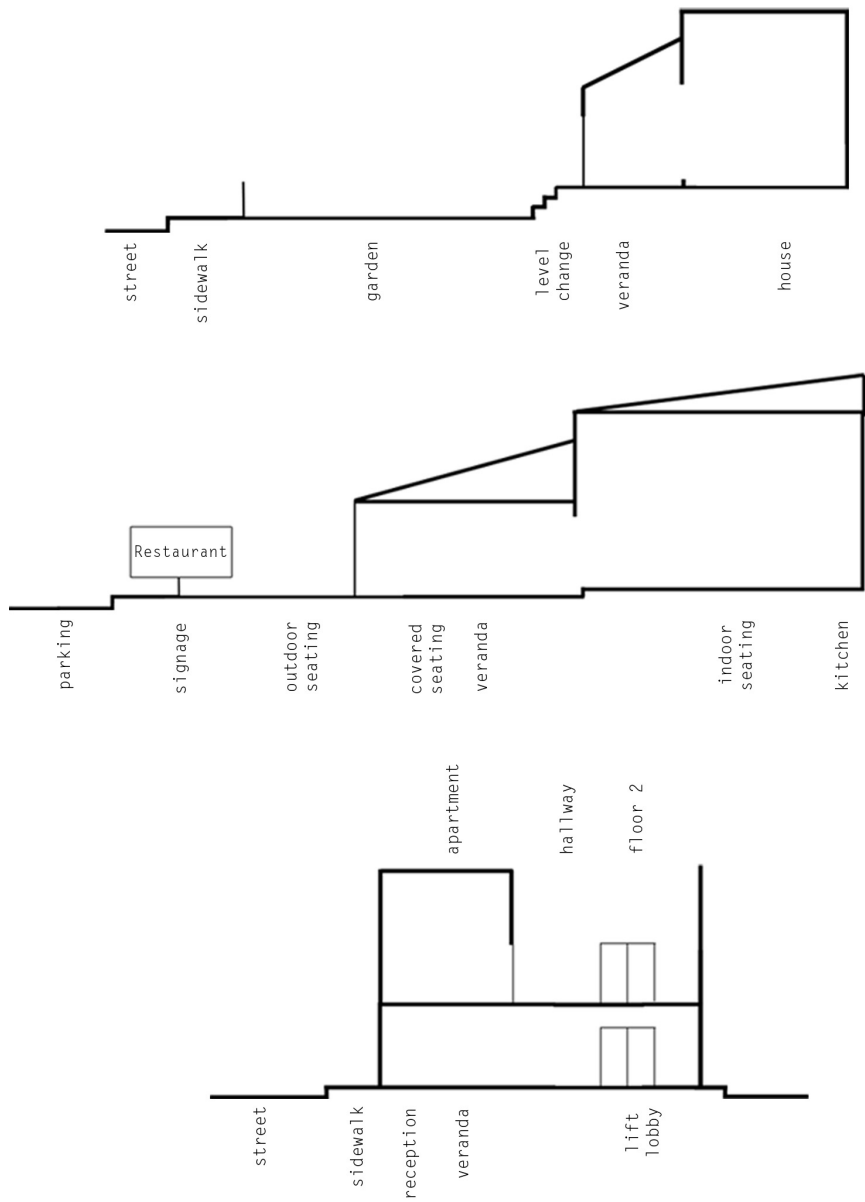 street
sidewalk
garden
level
change
veranda
house
Restaurant
parking
signage
outdoor
seating
covered
seating
veranda
indoor
seating
kitchen
apartment
hallway
floor 2
street
sidewalk
reception
veranda
lift
lobby